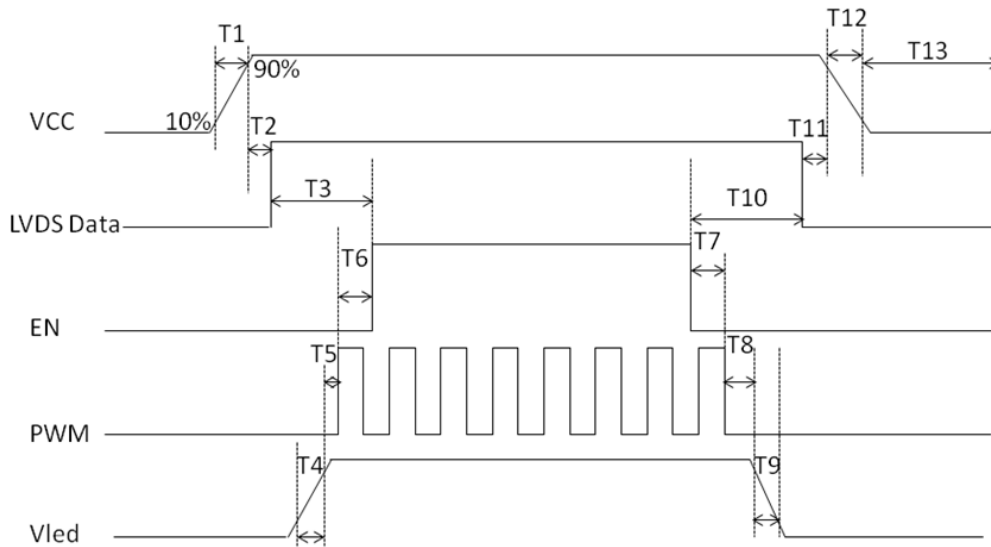 T1
T12
T13
90%
VCC
10%
T2
T11
T3
T10
LVDS Data
T6
T7
EN
T5
T8
PWM
T4
T9
Vled